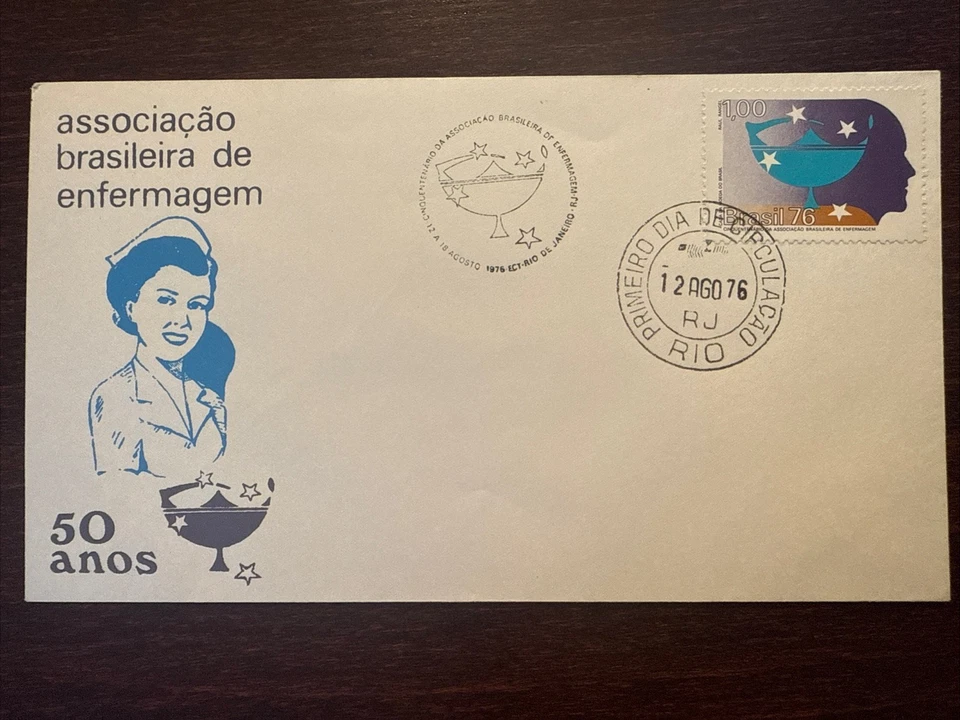 associação
brasileira de
enfermagem
50
anos
CINQUENTENÁRIO DA ASSOCIAÇÃO BRASILEIRA DE ENFERMAGEM-RJ
12 A 18 AGOSTO 1976-ECT-RIO DE JANEIRO
1,00
Brasil 76
CINQUENTENÁRIO DA ASSOCIAÇÃO BRASILEIRA DE ENFERMAGEM
PRIMEIRO DIA DE CIRCULAÇÃO
12 AGO 76
RJ
RIO